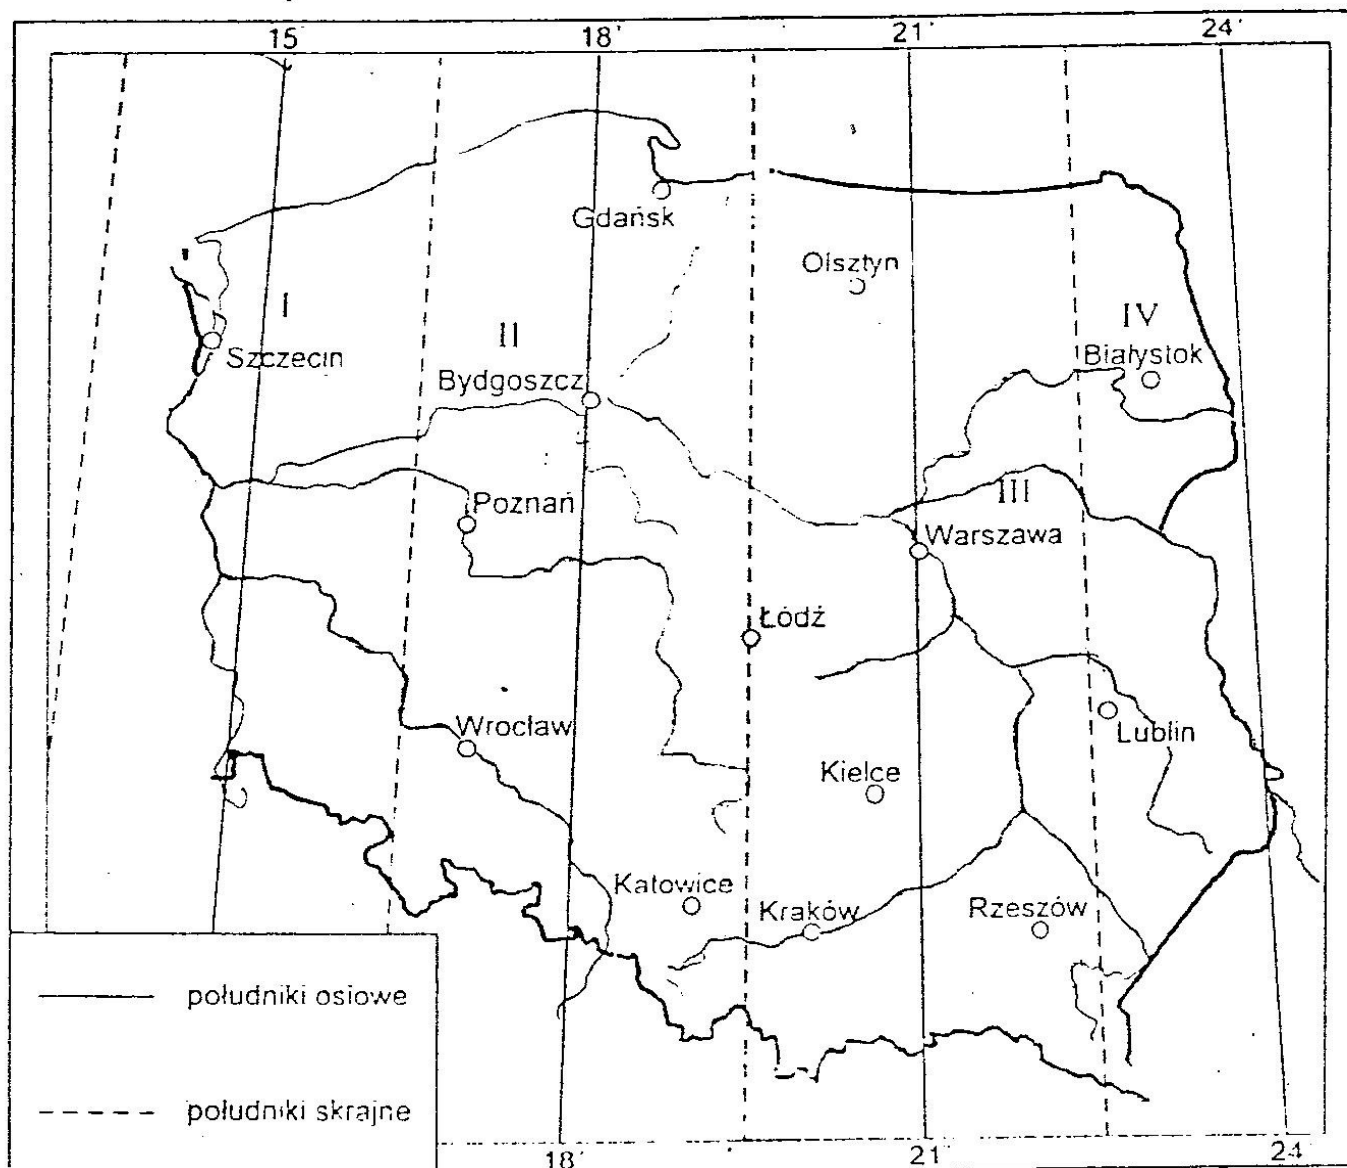 15°
18°
21°
24°
Gdańsk
Olsztyn
I
II
IV
Szczecin
Białystok
Bydgoszcz
III
Poznań
Warszawa
Łódź
Wrocław
Lublin
Kielce
Katowice
Kraków
Rzeszów
południki osiowe
południki skrajne
18°
21°
24°